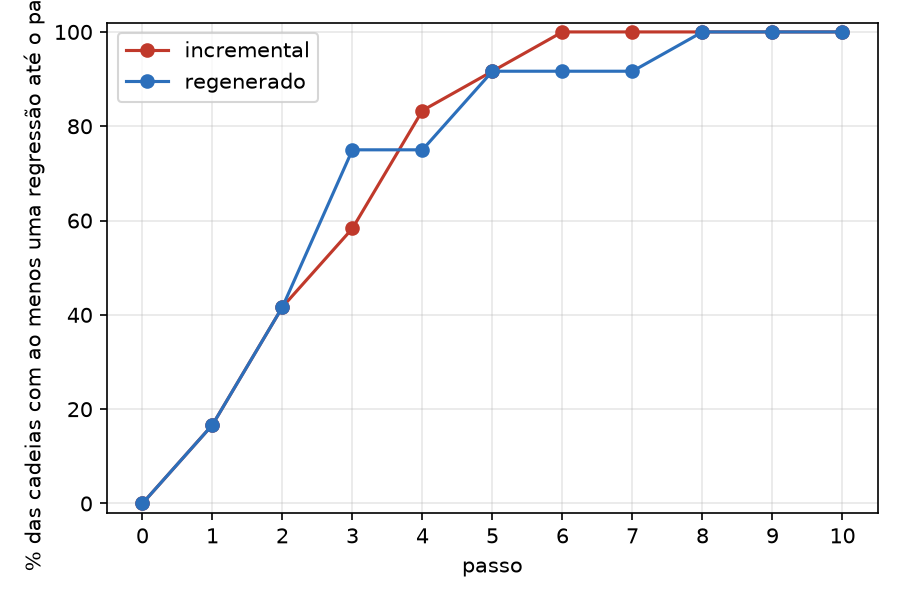 % das cadeias com ao menos uma regressão até o pa
100
80
60
40
20
0
incremental
regenerado
0 1 2 3 4 5 6 7 8 9 10
passo